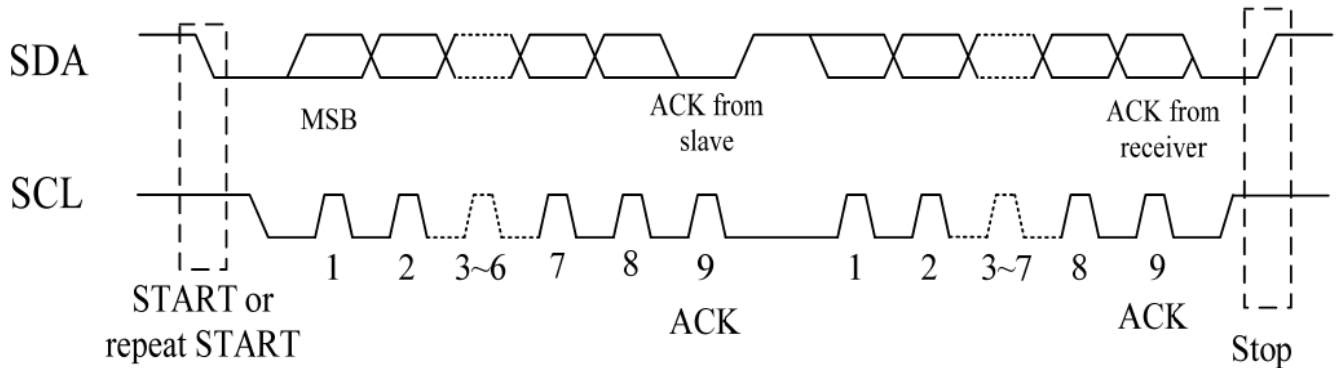 SDA
MSB
ACK from
slave
ACK from
receiver
SCL
1 2 3~6 7 8 9 1 2 3~7 8 9
START or
repeat START
ACK
ACK
Stop